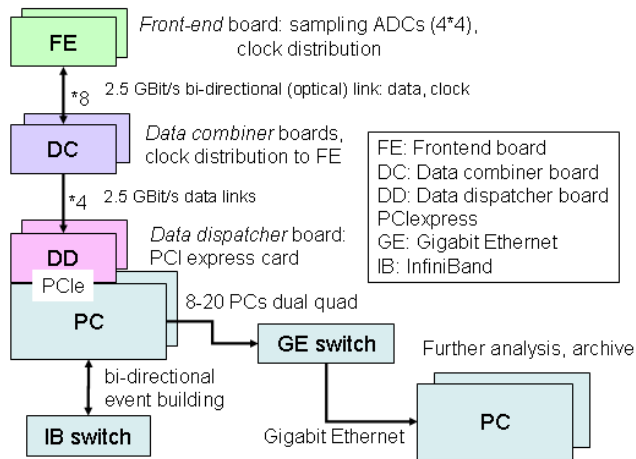 FE
Front-end board: sampling ADCs (4*4),
clock distribution
*8
2.5 GBit/s bi-directional (optical) link: data, clock
DC
Data combiner boards,
clock distribution to FE
*4
2.5 GBit/s data links
FE: Frontend board
DC: Data combiner board
DD: Data dispatcher board
PCIexpress
GE: Gigabit Ethernet
IB: InfiniBand
DD
Data dispatcher board:
PCI express card
PCIe
PC
8-20 PCs dual quad
GE switch
bi-directional
event building
IB switch
Gigabit Ethernet
Further analysis, archive
PC